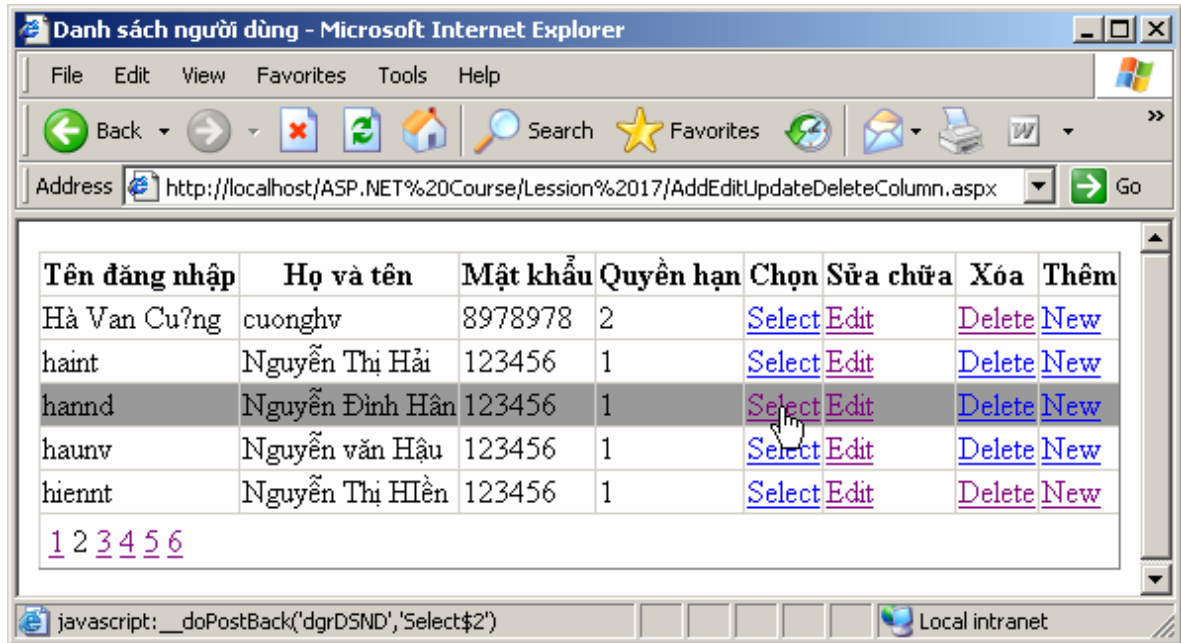 Danh sách người dùng - Microsoft Internet Explorer
File Edit View Favorites Tools Help
Back Search Favorites W »
Address http://localhost/ASP.NET%20Course/Lession%2017/AddEditUpdateDeleteColumn.aspx Go
Tên đăng nhập Họ và tên Mật khẩu Quyền hạn Chọn Sửa chữa Xóa Thêm
Hà Van Cu?ng cuonghv 8978978 2 Select Edit Delete New
haint Nguyễn Thị Hải 123456 1 Select Edit Delete New
hannd Nguyễn Đình Hân 123456 1 Select Edit Delete New
haunv Nguyễn văn Hậu 123456 1 Select Edit Delete New
hiennt Nguyễn Thị HIền 123456 1 Select Edit Delete New
1 2 3 4 5 6
javascript:__doPostBack('dgrDSND','Select$2') Local intranet